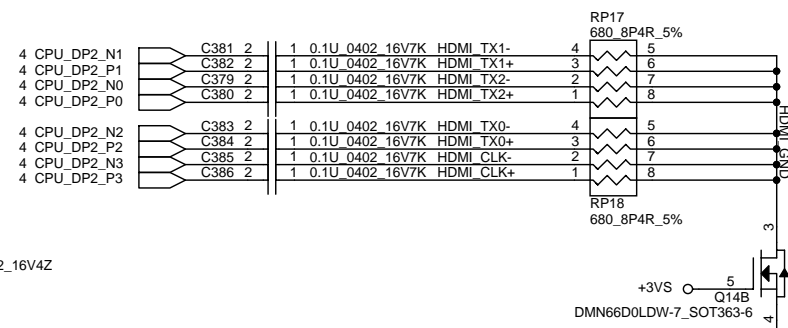 RP17
680_8P4R_5%
4 CPU_DP2_N1 C381 2 1 0.1U_0402_16V7K HDMI_TX1- 4 5
4 CPU_DP2_P1 C382 2 1 0.1U_0402_16V7K HDMI_TX1+ 3 6
4 CPU_DP2_N0 C379 2 1 0.1U_0402_16V7K HDMI_TX2- 2 7
4 CPU_DP2_P0 C380 2 1 0.1U_0402_16V7K HDMI_TX2+ 1 8
4 CPU_DP2_N2 C383 2 1 0.1U_0402_16V7K HDMI_TX0- 4 5
4 CPU_DP2_P2 C384 2 1 0.1U_0402_16V7K HDMI_TX0+ 3 6
4 CPU_DP2_N3 C385 2 1 0.1U_0402_16V7K HDMI_CLK- 2 7
4 CPU_DP2_P3 C386 2 1 0.1U_0402_16V7K HDMI_CLK+ 1 8
HDMI_GND
RP18
680_8P4R_5%
3
2_16V4Z
+3VS 5
Q14B
DMN66D0LDW-7_SOT363-6
4